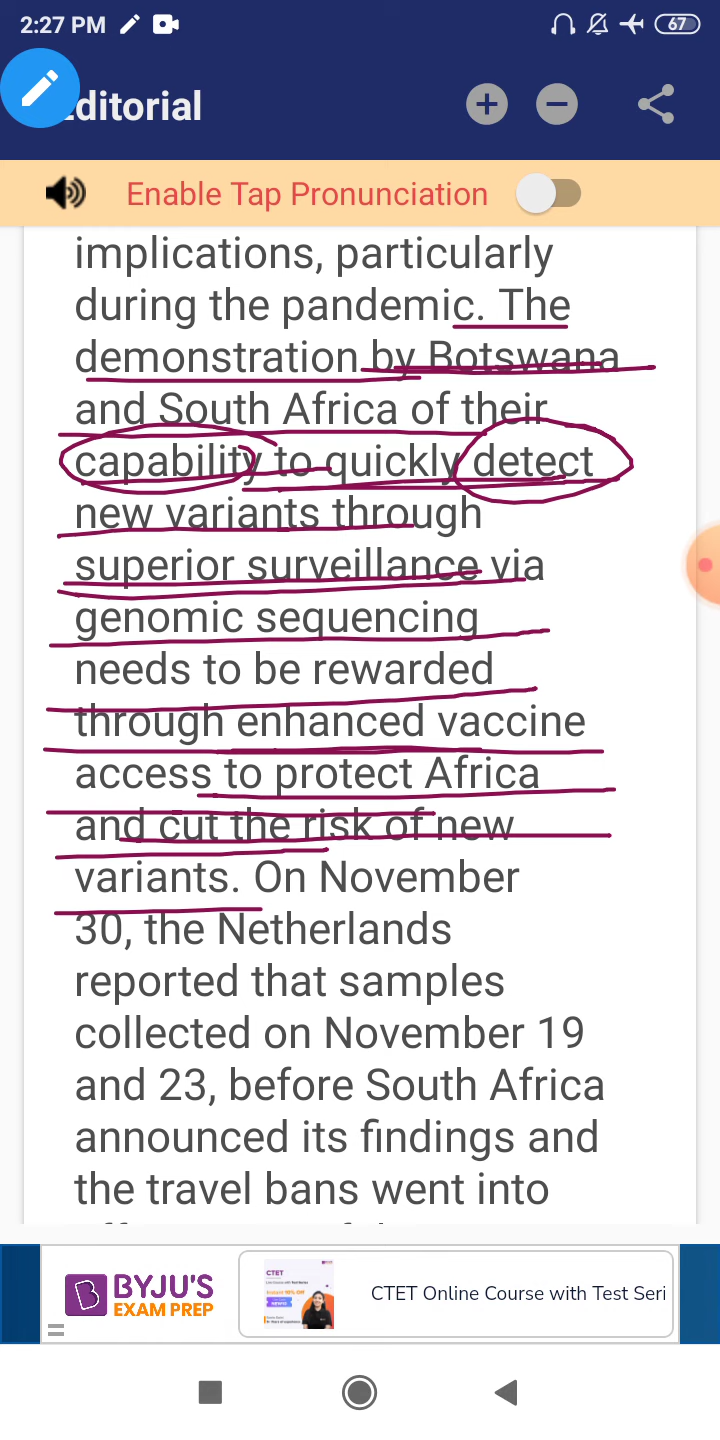 2:27 PM
67
ditorial
Enable Tap Pronunciation
implications, particularly
during the pandemic. The
demonstration by Botswana
and South Africa of their
capability to quickly detect
new variants through
superior surveillance via
genomic sequencing
needs to be rewarded
through enhanced vaccine
access to protect Africa
and cut the risk of new
variants. On November
30, the Netherlands
reported that samples
collected on November 19
and 23, before South Africa
announced its findings and
the travel bans went into
BYJU'S
EXAM PREP
CTET
CTET Online Course with Test Seri